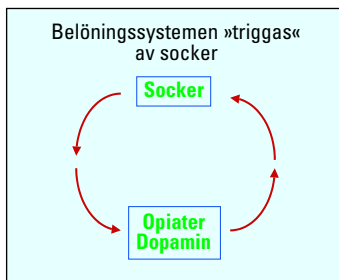 Belöningssystemen »triggas«
av socker
Socker
Opiater
Dopamin